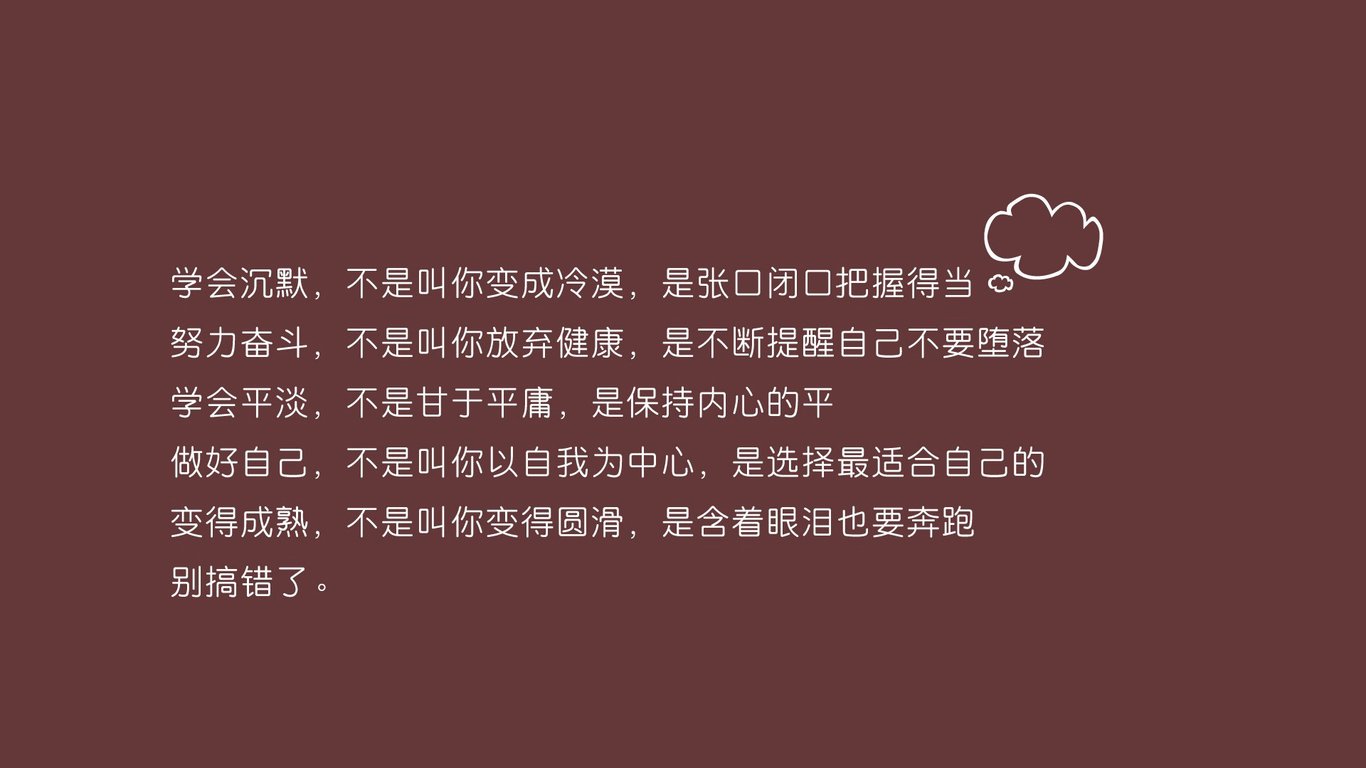 学会沉默，不是叫你变成冷漠，是张口闭口把握得当
努力奋斗，不是叫你放弃健康，是不断提醒自己不要堕落
学会平淡，不是甘于平庸，是保持内心的平
做好自己，不是叫你以自我为中心，是选择最适合自己的
变得成熟，不是叫你变得圆滑，是含着眼泪也要奔跑
别搞错了。